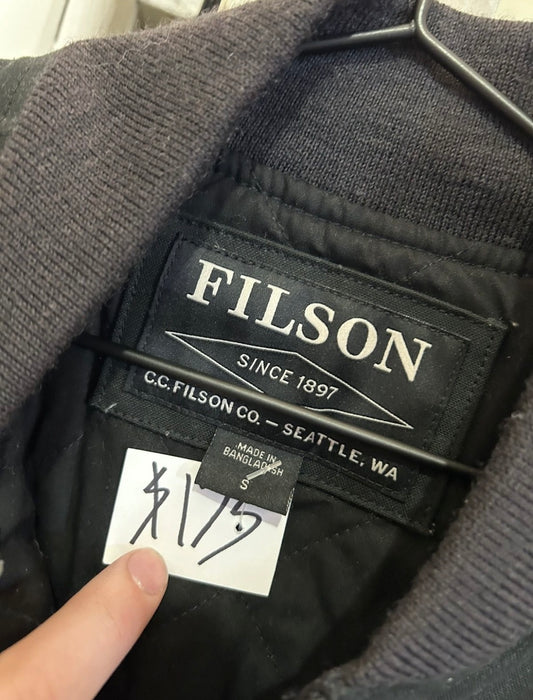 FILSON
SINCE 1897
C.C. FILSON CO. — SEATTLE, WA
MADE IN
BANGLADESH
S
$175